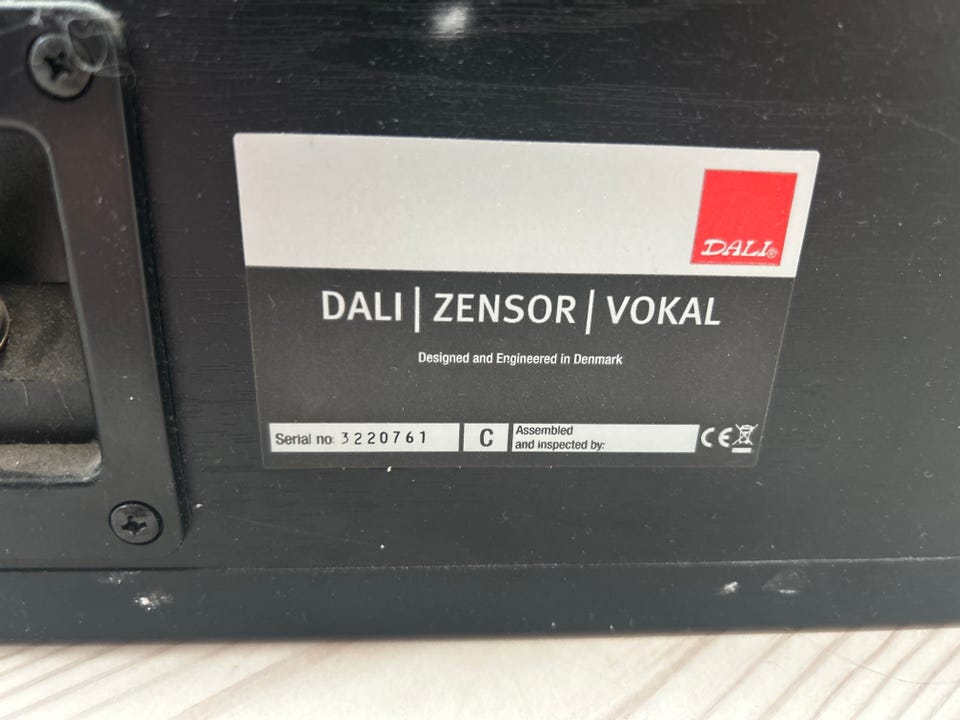 DALI®
DALI | ZENSOR | VOKAL
Designed and Engineered in Denmark
Serial no: 3220761
C
Assembled
and inspected by:
CE